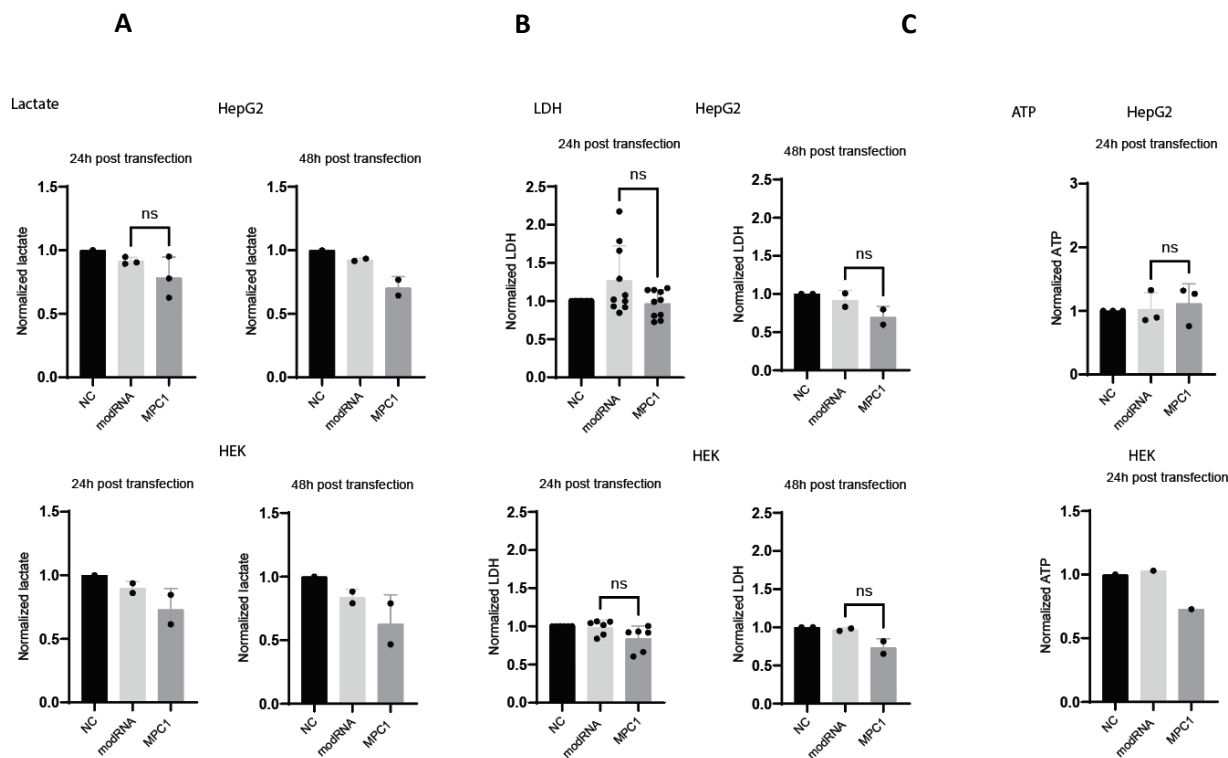 A
B
C
Lactate
HepG2
24h post transfection
Normalized lactate
1.5
1.0
0.5
0.0
ns
NC
modRNA
MPC1
48h post transfection
Normalized lactate
1.5
1.0
0.5
0.0
NC
modRNA
MPC1
HEK
24h post transfection
Normalized lactate
1.5
1.0
0.5
0.0
NC
modRNA
MPC1
48h post transfection
Normalized lactate
1.5
1.0
0.5
0.0
NC
modRNA
MPC1
LDH
HepG2
24h post transfection
Normalized LDH
2.5
2.0
1.5
1.0
0.5
0.0
ns
NC
modRNA
MPC1
48h post transfection
Normalized LDH
2.5
2.0
1.5
1.0
0.5
0.0
ns
NC
modRNA
MPC1
HEK
24h post transfection
Normalized LDH
2.5
2.0
1.5
1.0
0.5
0.0
ns
NC
modRNA
MPC1
48h post transfection
Normalized LDH
2.5
2.0
1.5
1.0
0.5
0.0
ns
NC
modRNA
MPC1
ATP
HepG2
24h post transfection
Normalized ATP
3
2
1
0
ns
NC
modRNA
MPC1
HEK
24h post transfection
Normalized ATP
1.5
1.0
0.5
0.0
NC
modRNA
MPC1